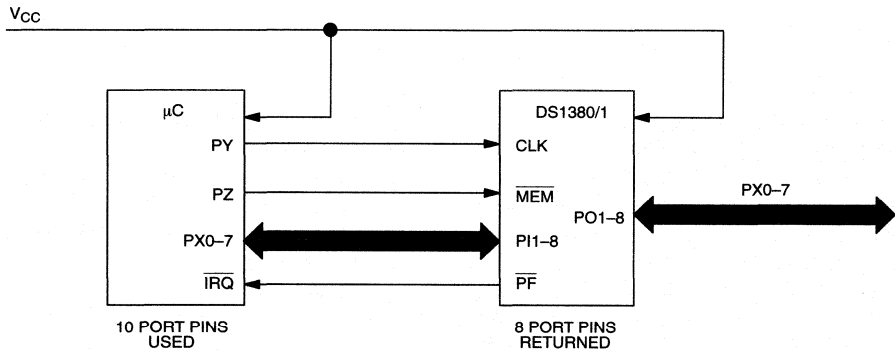 VCC
μC
DS1380/1
PY
CLK
PZ
MEM
PX0–7
PO1–8
PX0–7
PI1–8
IRQ
PF
10 PORT PINS
USED
8 PORT PINS
RETURNED